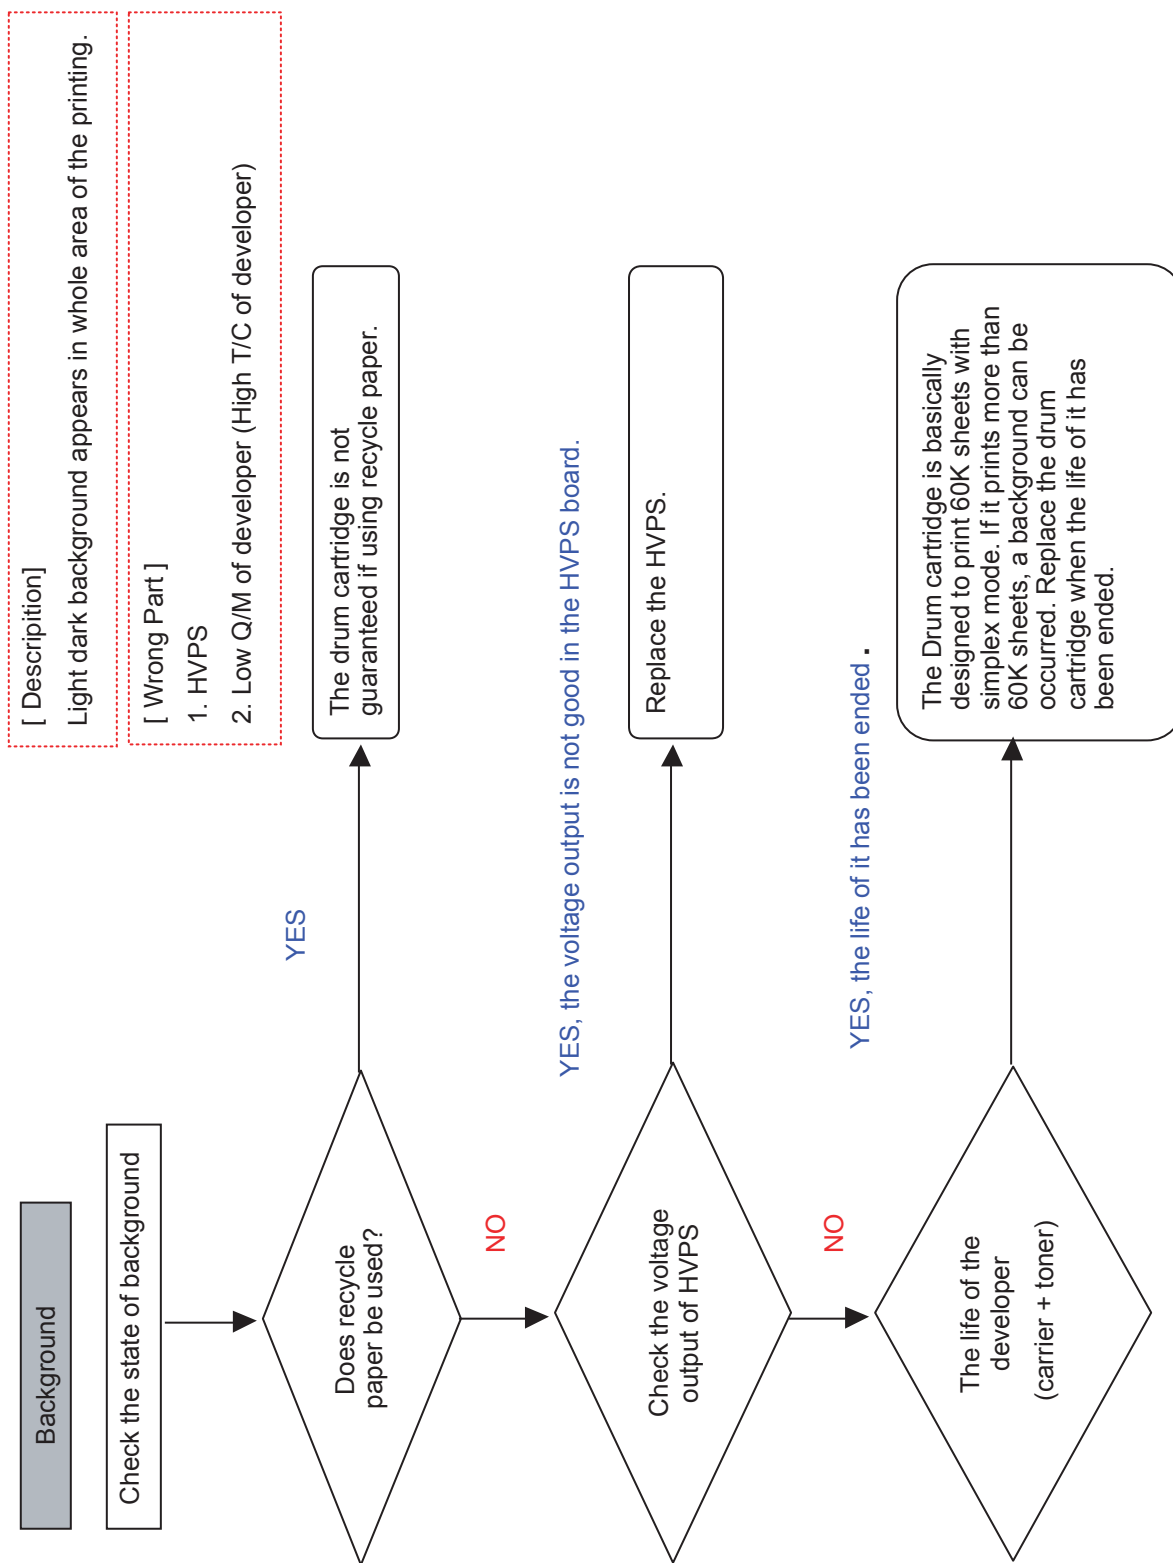 Background
[ Descripition]
Light dark background appears in whole area of the printing.
[ Wrong Part ]
1. HVPS
2. Low Q/M of developer (High T/C of developer)
Check the state of background
Does recycle
paper be used?
YES
The drum cartridge is not
guaranteed if using recycle paper.
NO
Check the voltage
output of HVPS
YES, the voltage output is not good in the HVPS board.
Replace the HVPS.
NO
The life of the
developer
(carrier + toner)
YES, the life of it has been ended .
The Drum cartridge is basically
designed to print 60K sheets with
simplex mode. If it prints more than
60K sheets, a background can be
occurred. Replace the drum
cartridge when the life of it has
been ended.